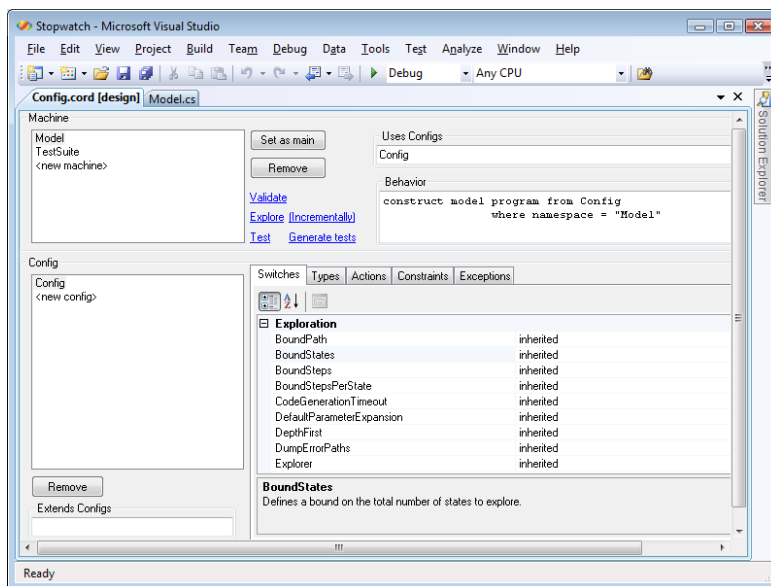 Stopwatch - Microsoft Visual Studio
File Edit View Project Build Team Debug Data Tools Test Analyze Window Help
Debug Any CPU
Config.cord [design] Model.cs
Solution Explorer
Machine
Model
TestSuite
<new machine>
Set as main
Remove
Validate
Explore (Incrementally)
Test Generate tests
Uses Configs
Config
Behavior
construct model program from Config
where namespace = "Model"
Config
Config
<new config>
Remove
Extends Configs
Switches Types Actions Constraints Exceptions
Exploration
BoundPath inherited
BoundStates inherited
BoundSteps inherited
BoundStepsPerState inherited
CodeGenerationTimeout inherited
DefaultParameterExpansion inherited
DepthFirst inherited
DumpErrorPaths inherited
Explorer inherited
BoundStates
Defines a bound on the total number of states to explore.
Ready